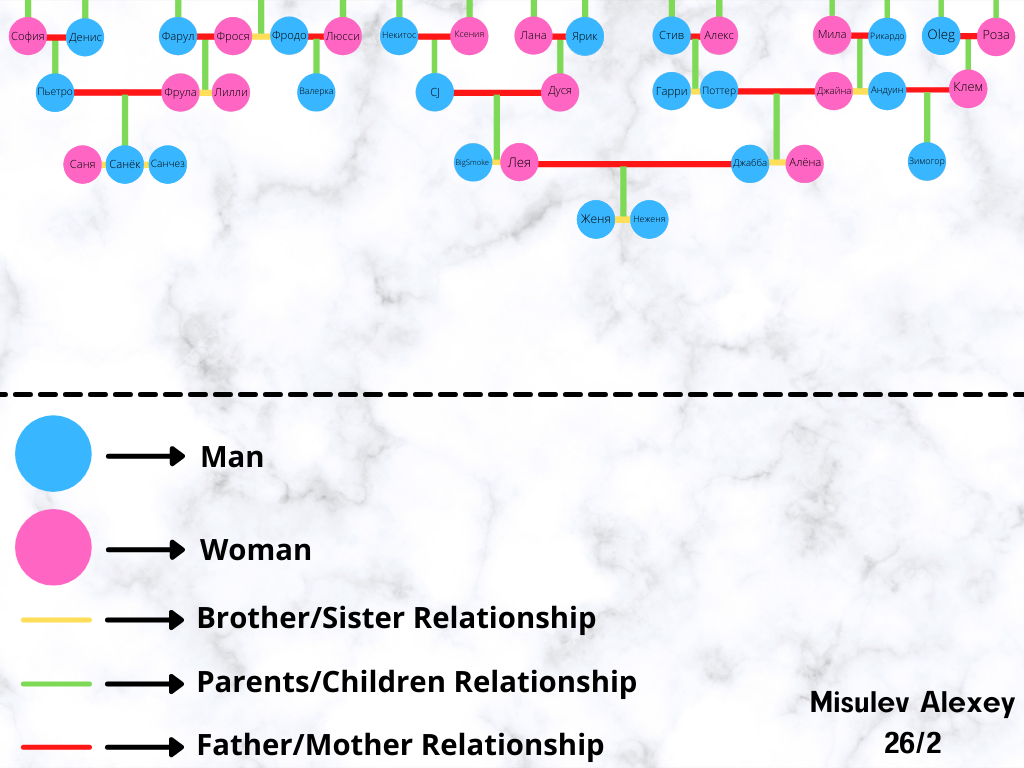 София Денис Фарул Фрося Фродо Люсси Некитос Ксения Лана Ярик Стив Алекс Мила Рикардо Oleg Роза
Пьетро Фрула Лилли Валерка CJ Дуся Гарри Поттер Джайна Андуин Клем
Саня Санёк Санчез BigSmoke Лея Джабба Алёна Зимогор
Женя Неженя
Man
Woman
Brother/Sister Relationship
Parents/Children Relationship
Father/Mother Relationship
Misulev Alexey
26/2